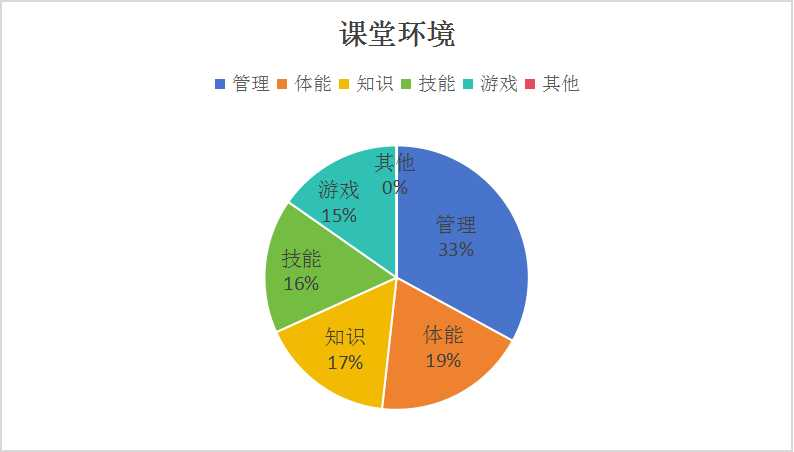 课堂环境
管理 体能 知识 技能 游戏 其他
其他
0%
游戏
15%
管理
33%
技能
16%
体能
19%
知识
17%